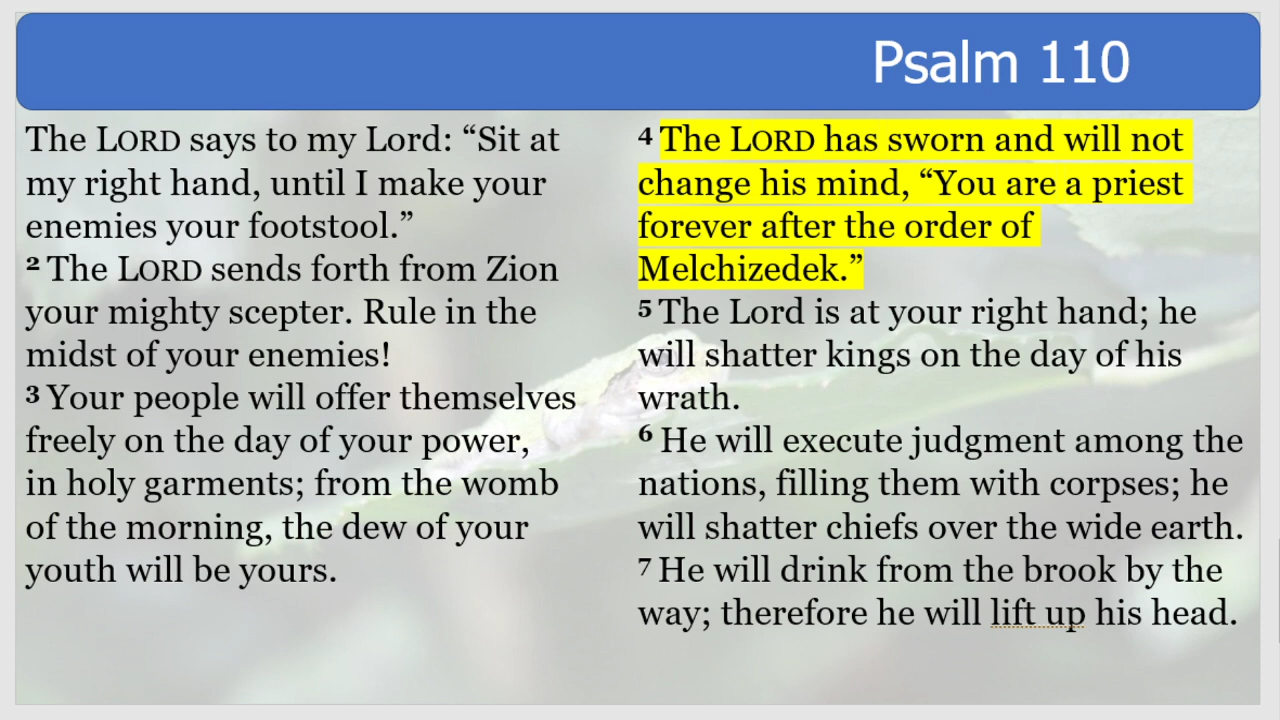 Psalm 110
The LORD says to my Lord: “Sit at
my right hand, until I make your
enemies your footstool.”
2 The LORD sends forth from Zion
your mighty scepter. Rule in the
midst of your enemies!
3 Your people will offer themselves
freely on the day of your power,
in holy garments; from the womb
of the morning, the dew of your
youth will be yours.
4 The LORD has sworn and will not
change his mind, “You are a priest
forever after the order of
Melchizedek.”
5 The Lord is at your right hand; he
will shatter kings on the day of his
wrath.
6 He will execute judgment among the
nations, filling them with corpses; he
will shatter chiefs over the wide earth.
7 He will drink from the brook by the
way; therefore he will lift up his head.